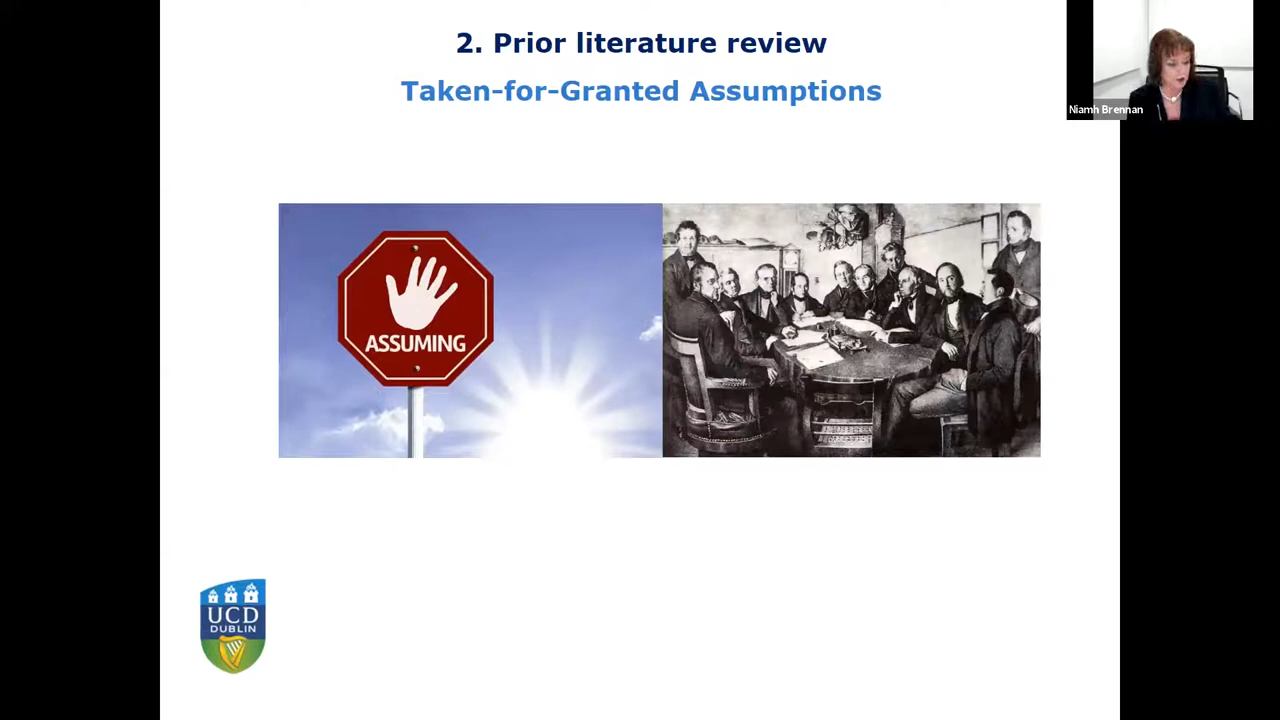 2. Prior literature review
Taken-for-Granted Assumptions
Niamh Brennan
ASSUMING
UCD
DUBLIN